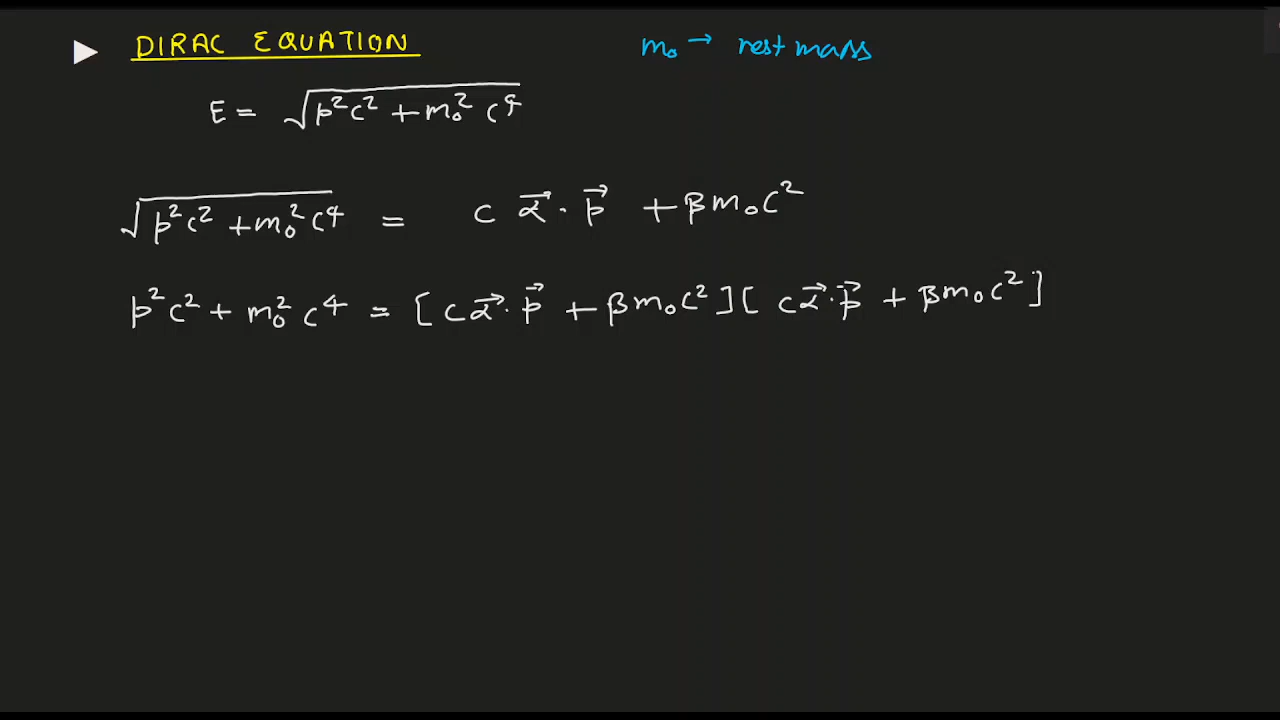 ▶ DIRAC EQUATION m₀ → rest mass
E = √(p²c² + m₀²c⁴)
√(p²c² + m₀²c⁴) = c α⃗ · p⃗ + βm₀c²
p²c² + m₀²c⁴ = [cα⃗·p⃗ + βm₀c²][cα⃗·p⃗ + βm₀c²]